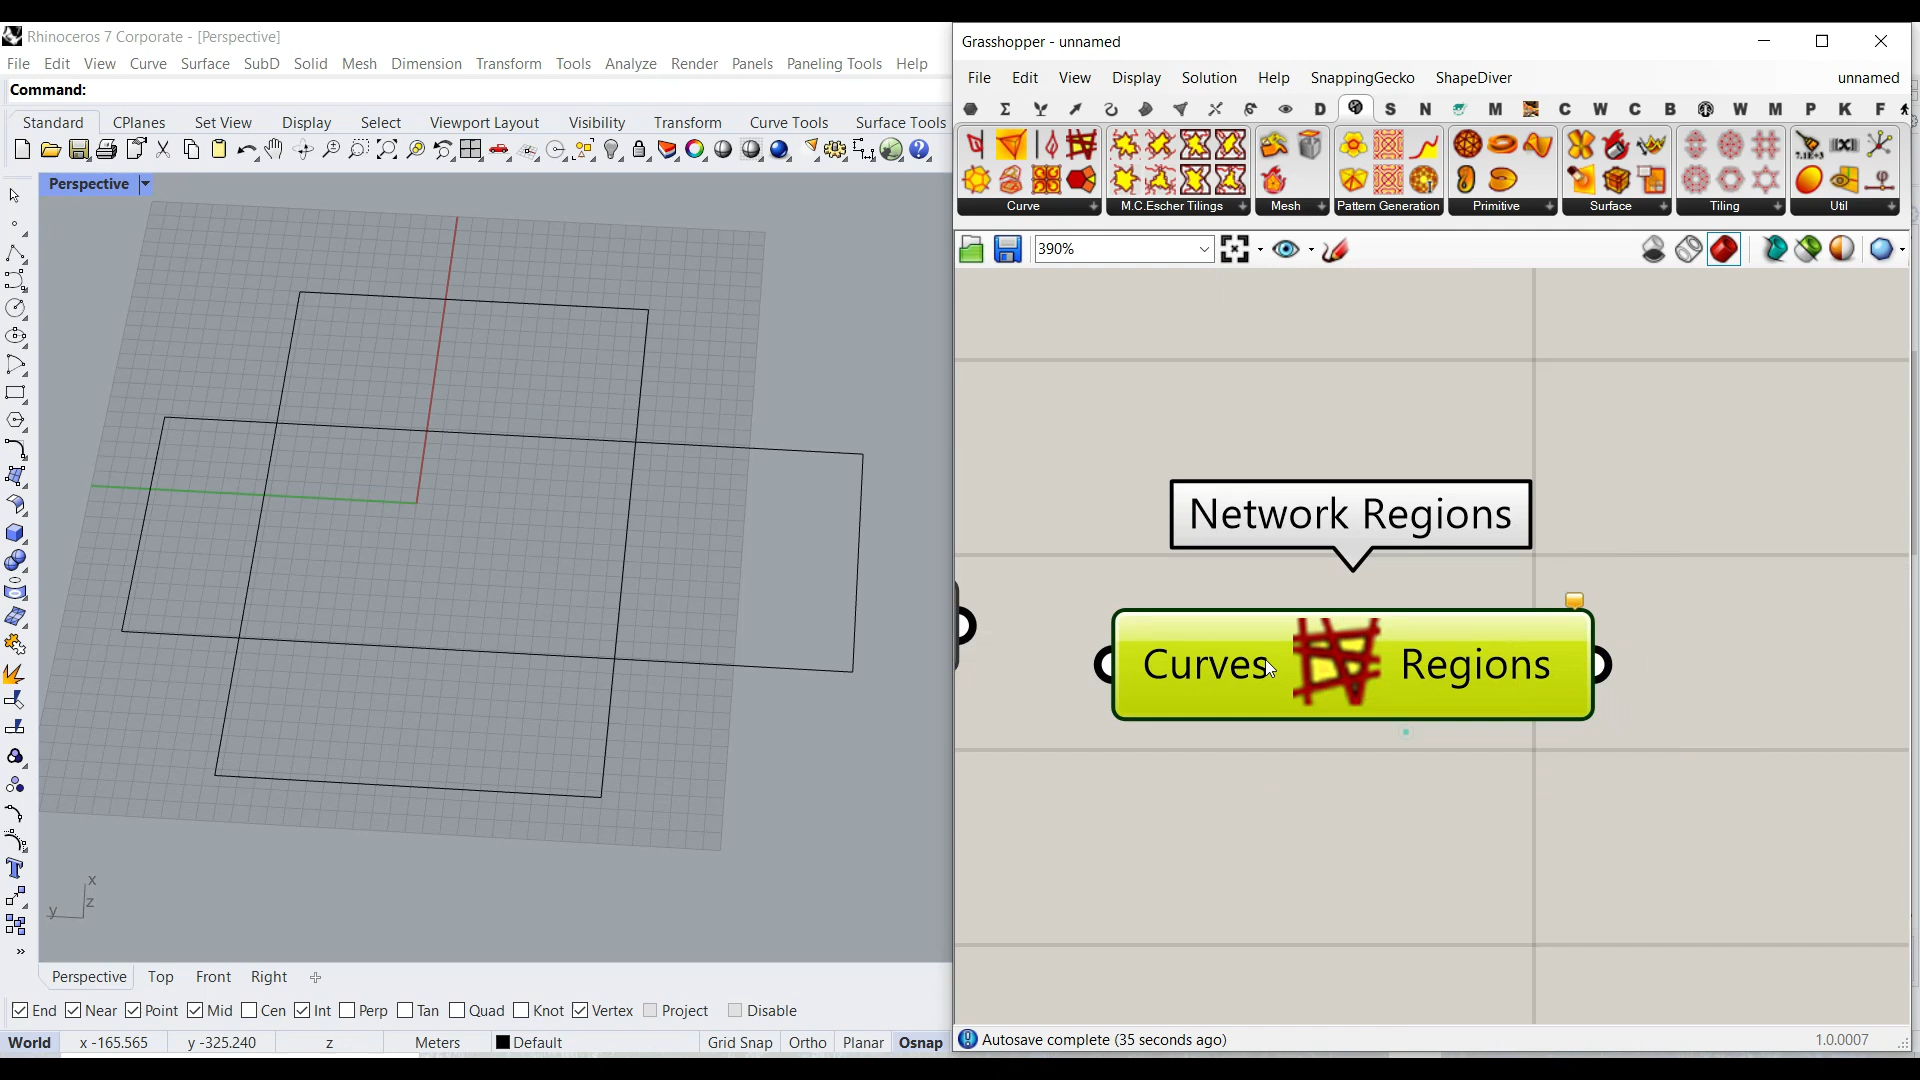 Rhinoceros 7 Corporate - [Perspective]
File Edit View Curve Surface SubD Solid Mesh Dimension Transform Tools Analyze Render Panels Paneling Tools Help
Command:
Standard CPlanes Set View Display Select Viewport Layout Visibility Transform Curve Tools Surface Tools
Perspective
x
z
y
Perspective Top Front Right
End Near Point Mid Cen Int Perp Tan Quad Knot Vertex Project Disable
World x -165.565 y -325.240 z Meters Default Grid Snap Ortho Planar Osnap
Grasshopper - unnamed
File Edit View Display Solution Help SnappingGecko ShapeDiver unnamed
D S N M C W C B W M P K F
Curve M.C.Escher Tilings Mesh Pattern Generation Primitive Surface Tiling Util
390%
Network Regions
Curves Regions
Autosave complete (35 seconds ago) 1.0.0007